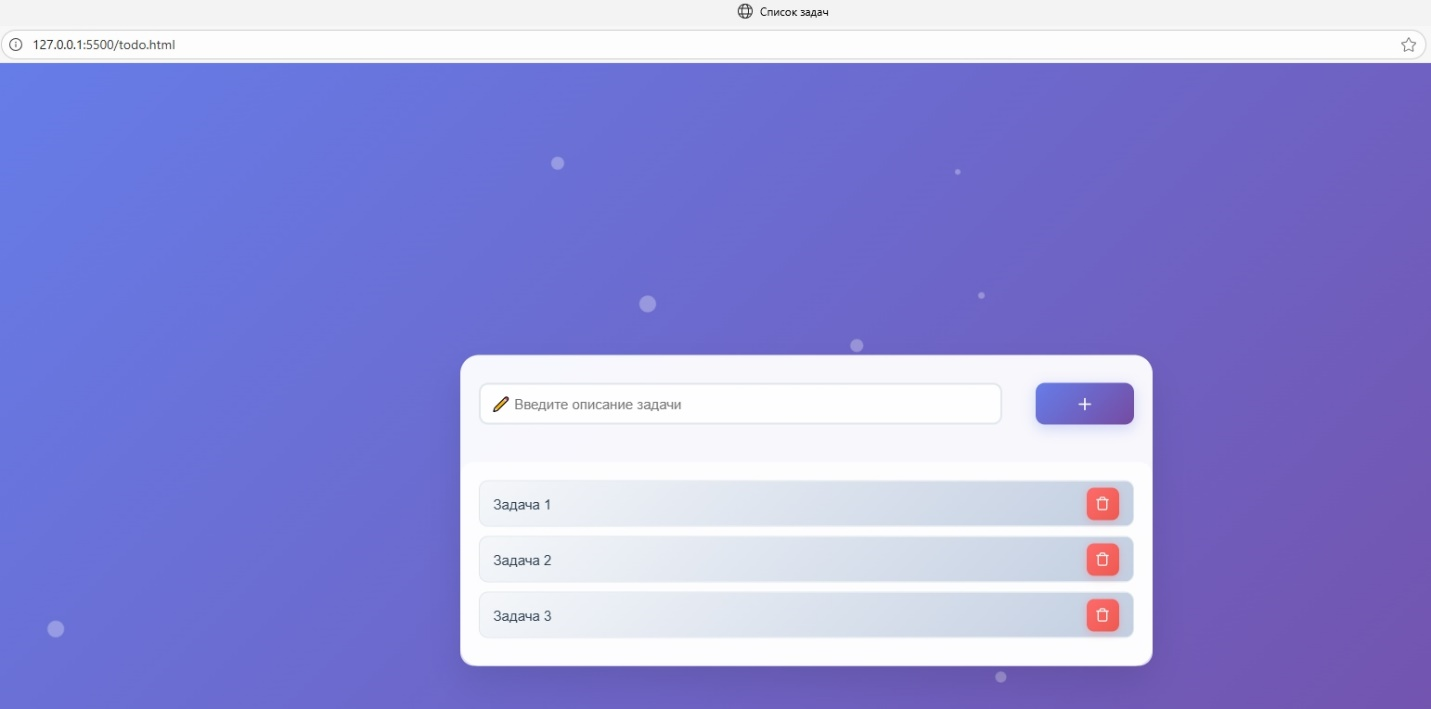 Список задач
127.0.0.1:5500/todo.html
Введите описание задачи
Задача 1
Задача 2
Задача 3